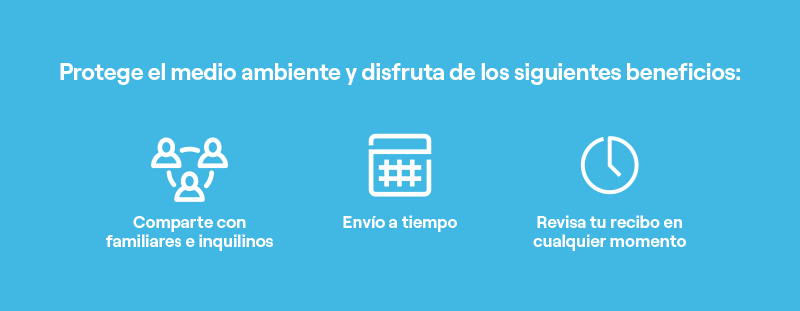 Protege el medio ambiente y disfruta de los siguientes beneficios:
Comparte con
familiares e inquilinos
Envío a tiempo
Revisa tu recibo en
cualquier momento